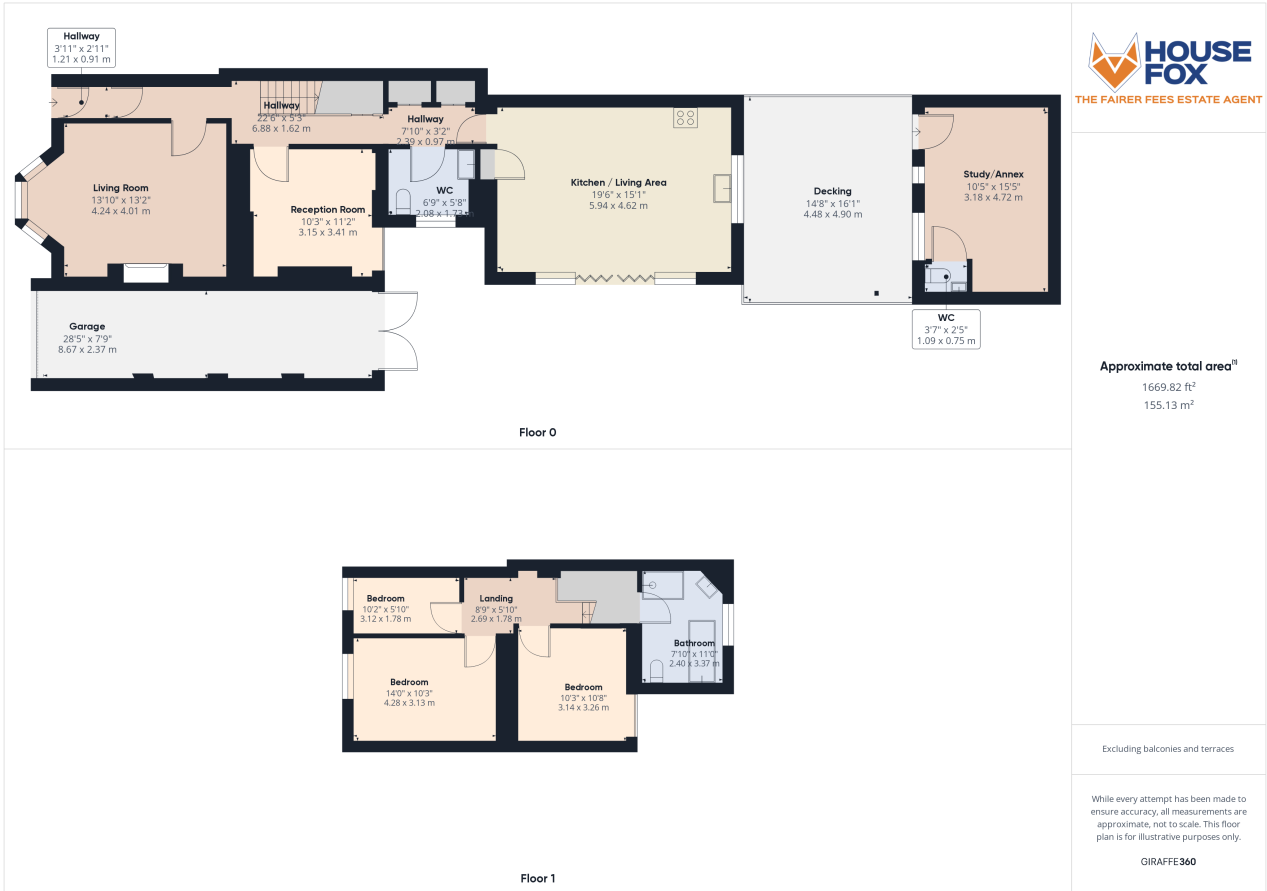 Hallway
3'11" x 2'11"
1.21 x 0.91 m
Hallway
22'6" x 5'3"
6.88 x 1.62 m
Hallway
7'10" x 3'2"
2.39 x 0.97 m
Living Room
13'10" x 13'2"
4.24 x 4.01 m
Reception Room
10'3" x 11'2"
3.15 x 3.41 m
WC
6'9" x 5'8"
2.08 x 1.73 m
Kitchen / Living Area
19'6" x 15'1"
5.94 x 4.62 m
Decking
14'8" x 16'1"
4.48 x 4.90 m
Study/Annex
10'5" x 15'5"
3.18 x 4.72 m
WC
3'7" x 2'5"
1.09 x 0.75 m
Garage
28'5" x 7'9"
8.67 x 2.37 m
Floor 0
Bedroom
10'2" x 5'10"
3.12 x 1.78 m
Landing
8'9" x 5'10"
2.69 x 1.78 m
Bathroom
7'10" x 11'0"
2.40 x 3.37 m
Bedroom
14'0" x 10'3"
4.28 x 3.13 m
Bedroom
10'3" x 10'8"
3.14 x 3.26 m
Floor 1
HOUSE
FOX
THE FAIRER FEES ESTATE AGENT
Approximate total area(1)
1669.82 ft²
155.13 m²
Excluding balconies and terraces
While every attempt has been made to
ensure accuracy, all measurements are
approximate, not to scale. This floor
plan is for illustrative purposes only.
GIRAFFE360